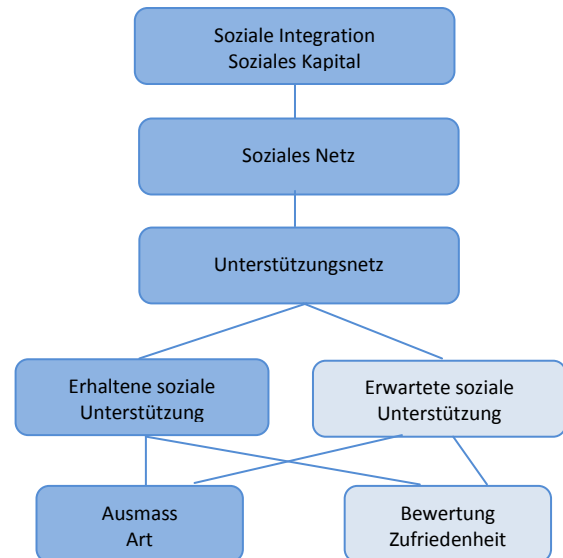 Soziale Integration
Soziales Kapital
Soziales Netz
Unterstützungsnetz
Erhaltene soziale
Unterstützung
Erwartete soziale
Unterstützung
Ausmass
Art
Bewertung
Zufriedenheit